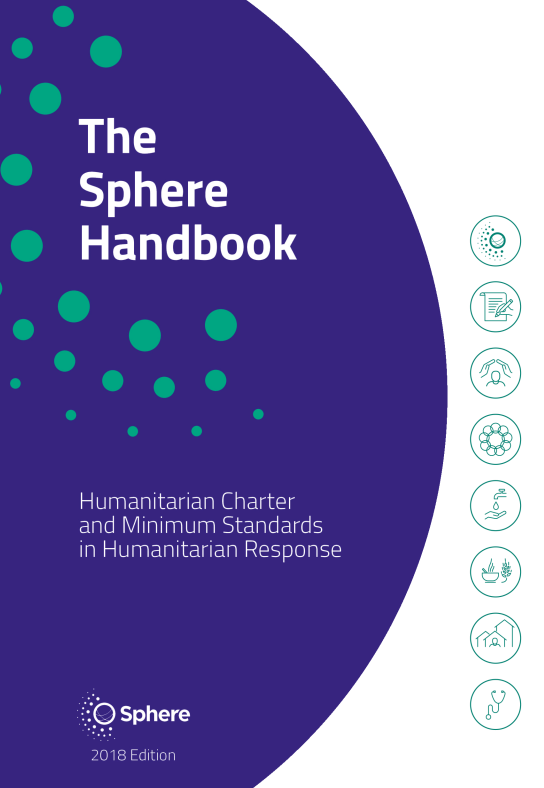 The
Sphere
Handbook
Humanitarian Charter
and Minimum Standards
in Humanitarian Response
Sphere
2018 Edition